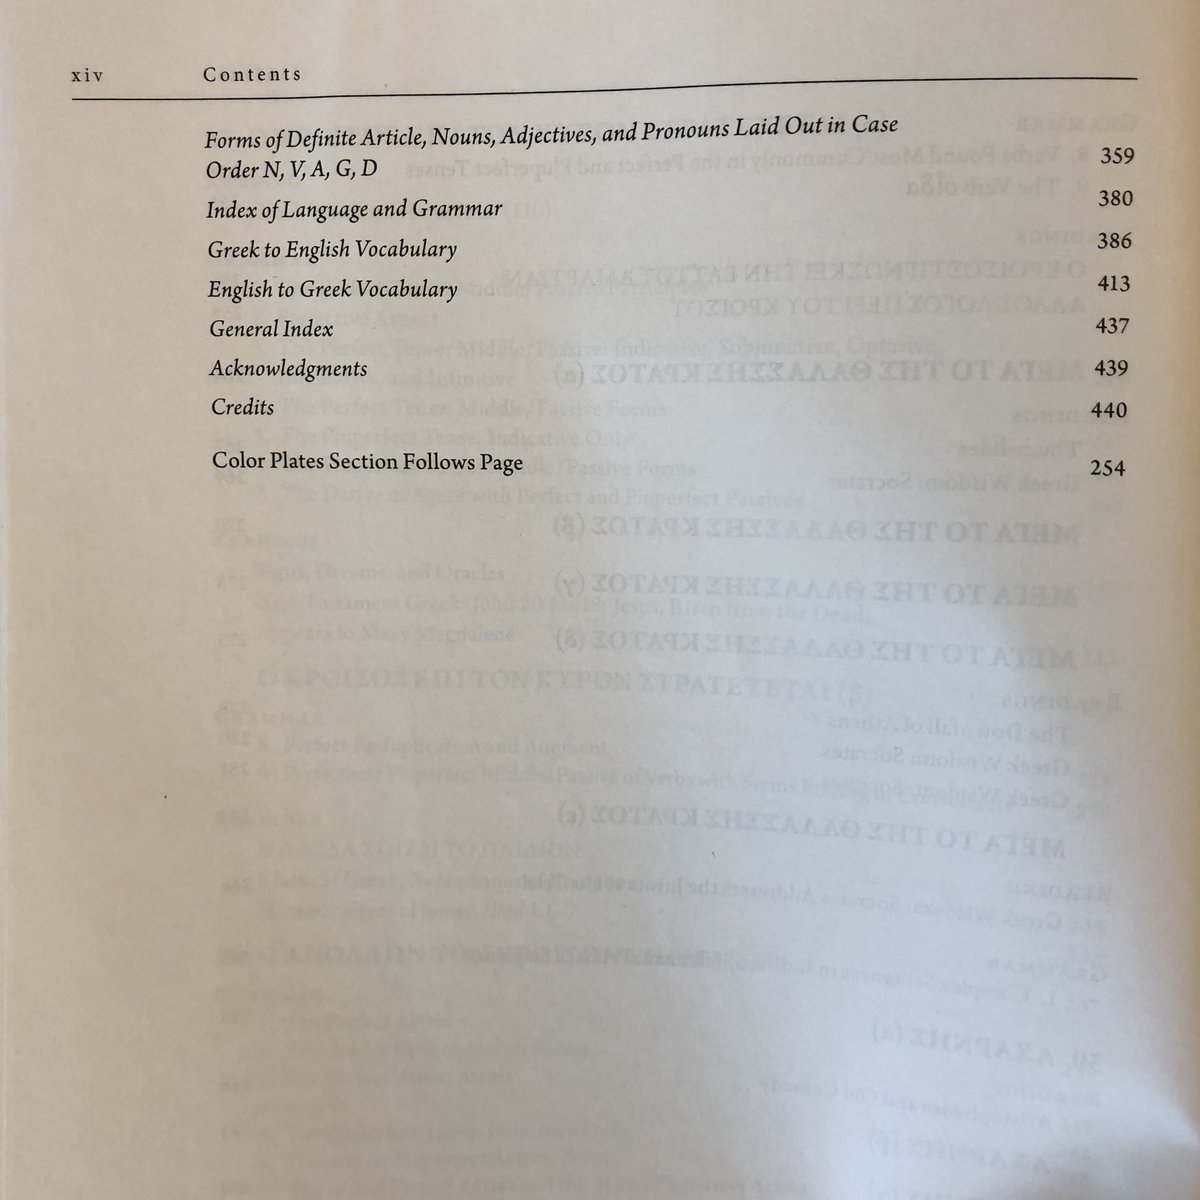 xiv Contents
Forms of Definite Article, Nouns, Adjectives, and Pronouns Laid Out in Case
Order N, V, A, G, D 359
Index of Language and Grammar 380
Greek to English Vocabulary 386
English to Greek Vocabulary 413
General Index 437
Acknowledgments 439
Credits 440
Color Plates Section Follows Page 254